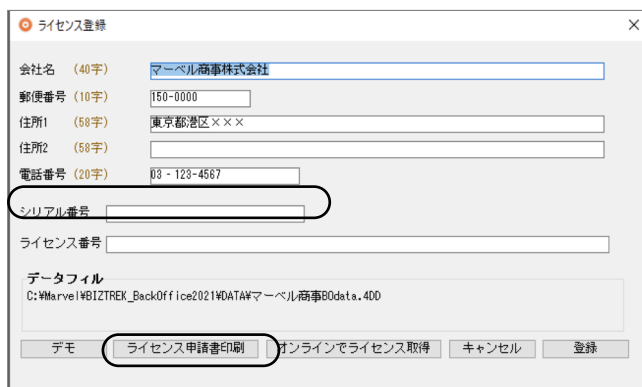 ライセンス登録
会社名 (40字) マーベル商事株式会社
郵便番号 (10字) 150-0000
住所1 (58字) 東京都港区×××
住所2 (58字)
電話番号 (20字) 03 - 123-4567
シリアル番号
ライセンス番号
データフィル
C:¥Marvel¥BIZTREK_BackOffice2021¥DATA¥マーベル商事BOdata.4DD
デモ ライセンス申請書印刷 オンラインでライセンス取得 キャンセル 登録